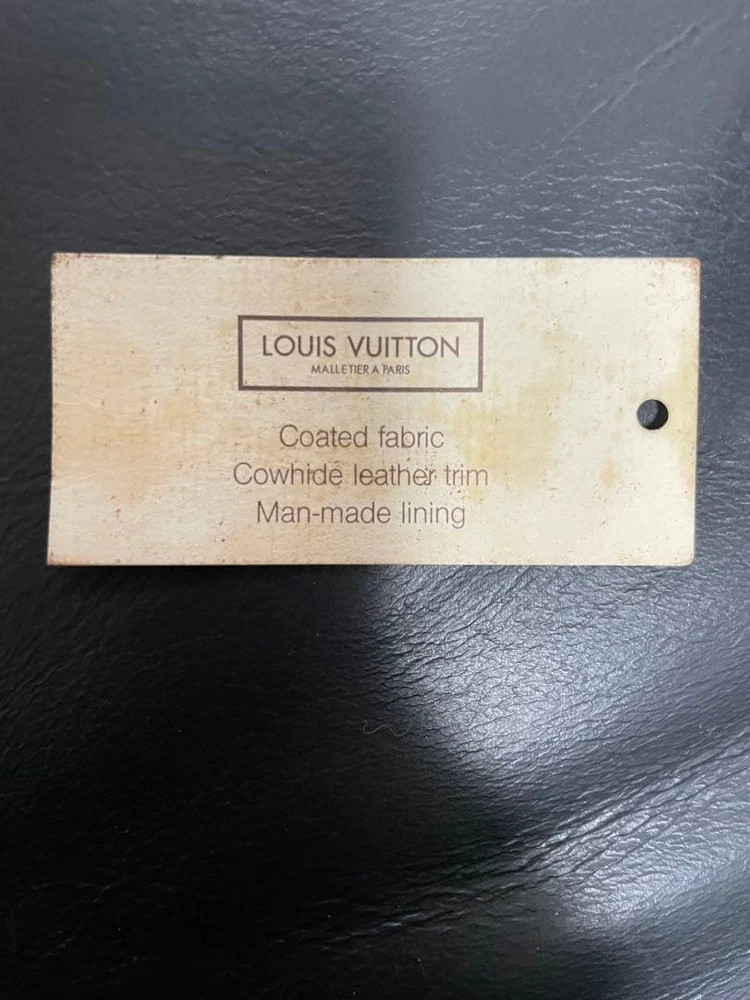 LOUIS VUITTON
MALLETIER A PARIS
Coated fabric
Cowhide leather trim
Man-made lining